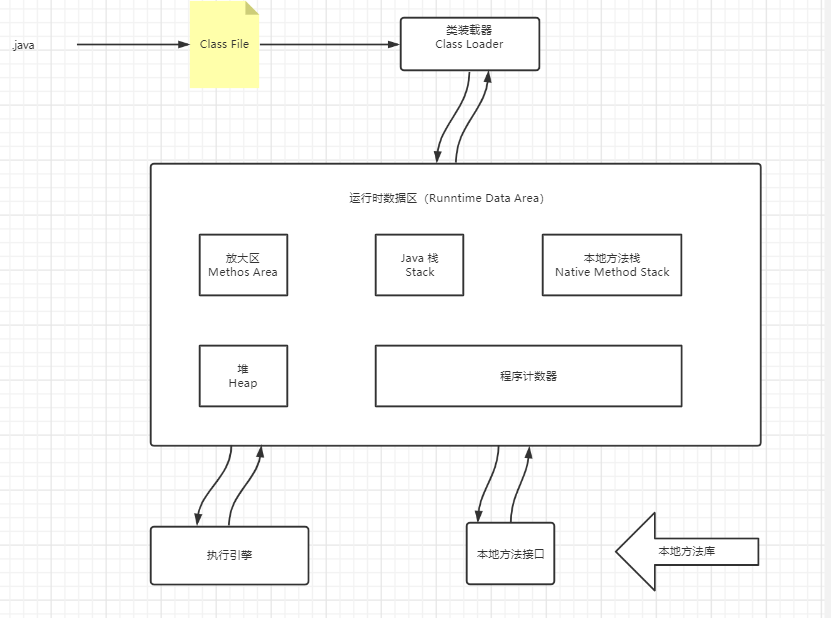 .java
Class File
类装载器
Class Loader
运行时数据区（Runntime Data Area）
放大区
Methos Area
Java 栈
Stack
本地方法栈
Native Method Stack
堆
Heap
程序计数器
执行引擎
本地方法接口
本地方法库